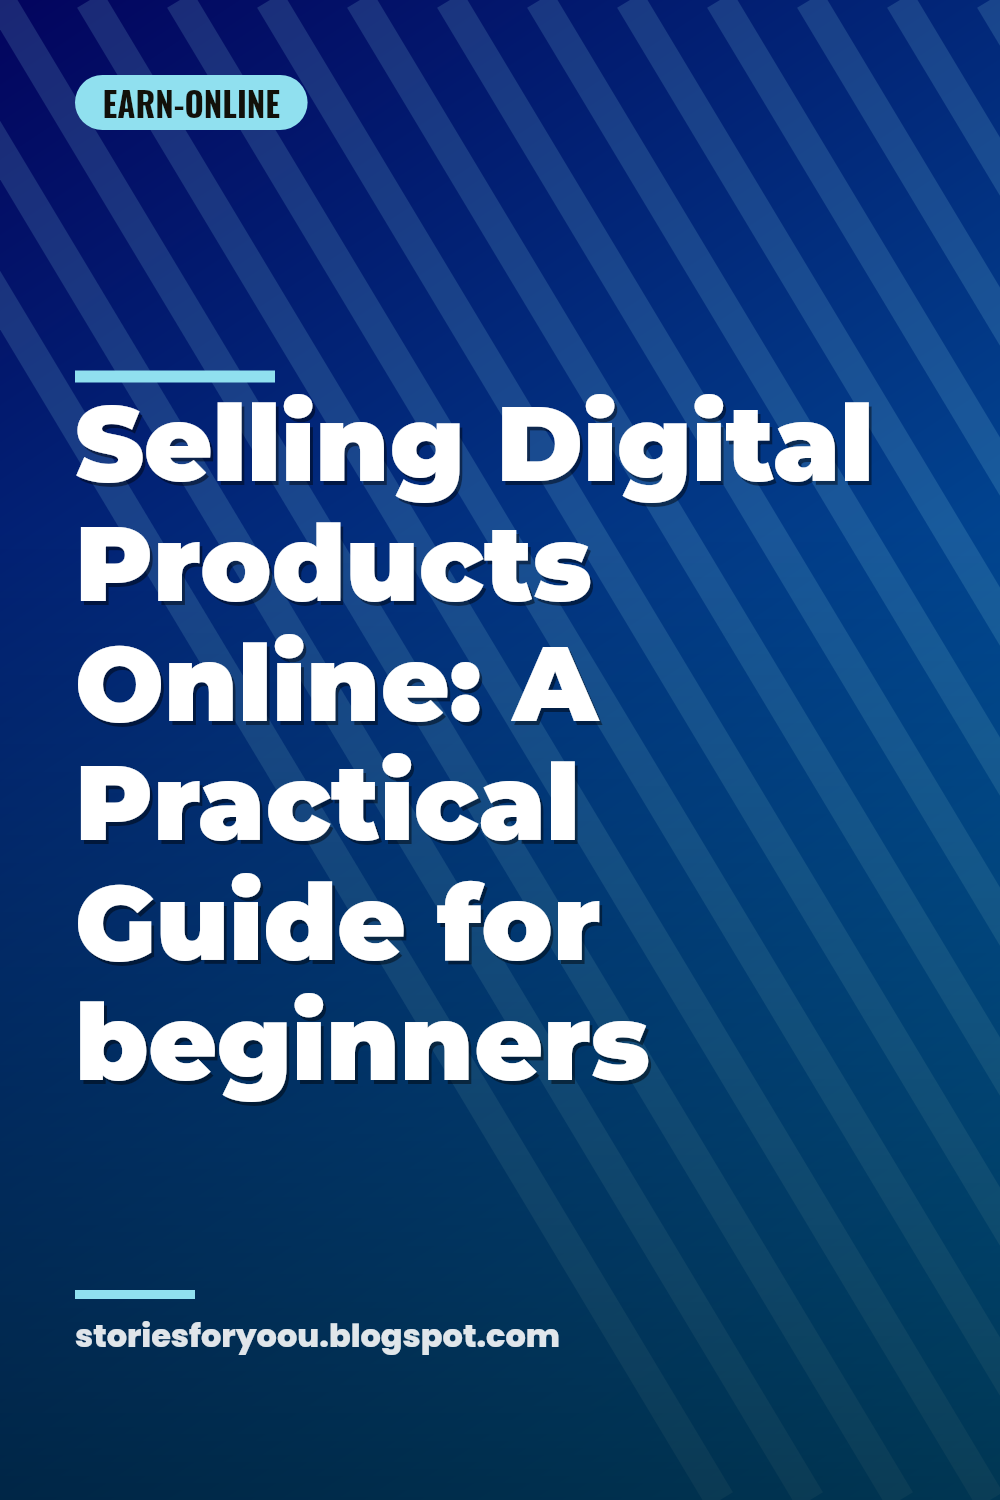 EARN-ONLINE
Selling Digital
Products
Online: A
Practical
Guide for
beginners
storiesforyoou.blogspot.com